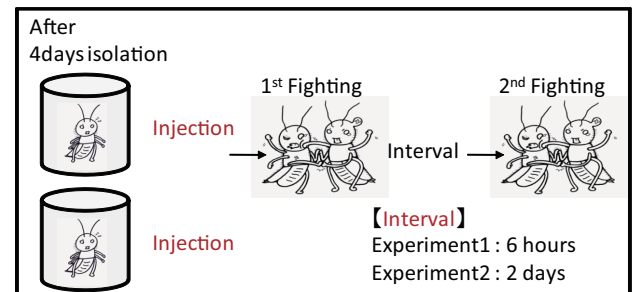 After
4days isolation
1st Fighting
2nd Fighting
Injection
Interval
Injection
【Interval】
Experiment1 : 6 hours
Experiment2 : 2 days